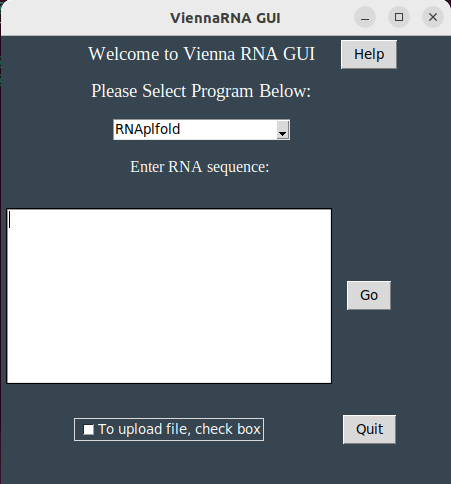 ViennaRNA GUI
Welcome to Vienna RNA GUI
Help
Please Select Program Below:
RNAplfold
Enter RNA sequence:
Go
To upload file, check box
Quit